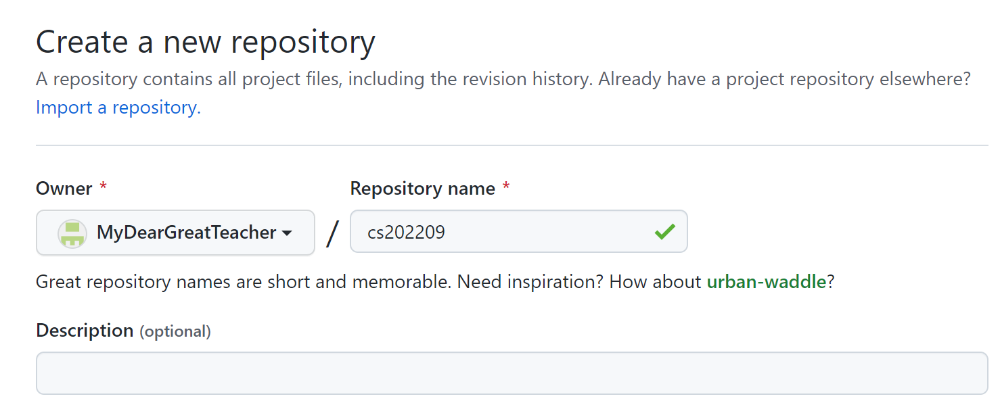 Create a new repository
A repository contains all project files, including the revision history. Already have a project repository elsewhere?
Import a repository.
Owner *
Repository name *
MyDearGreatTeacher
/
cs202209
Great repository names are short and memorable. Need inspiration? How about urban-waddle?
Description (optional)